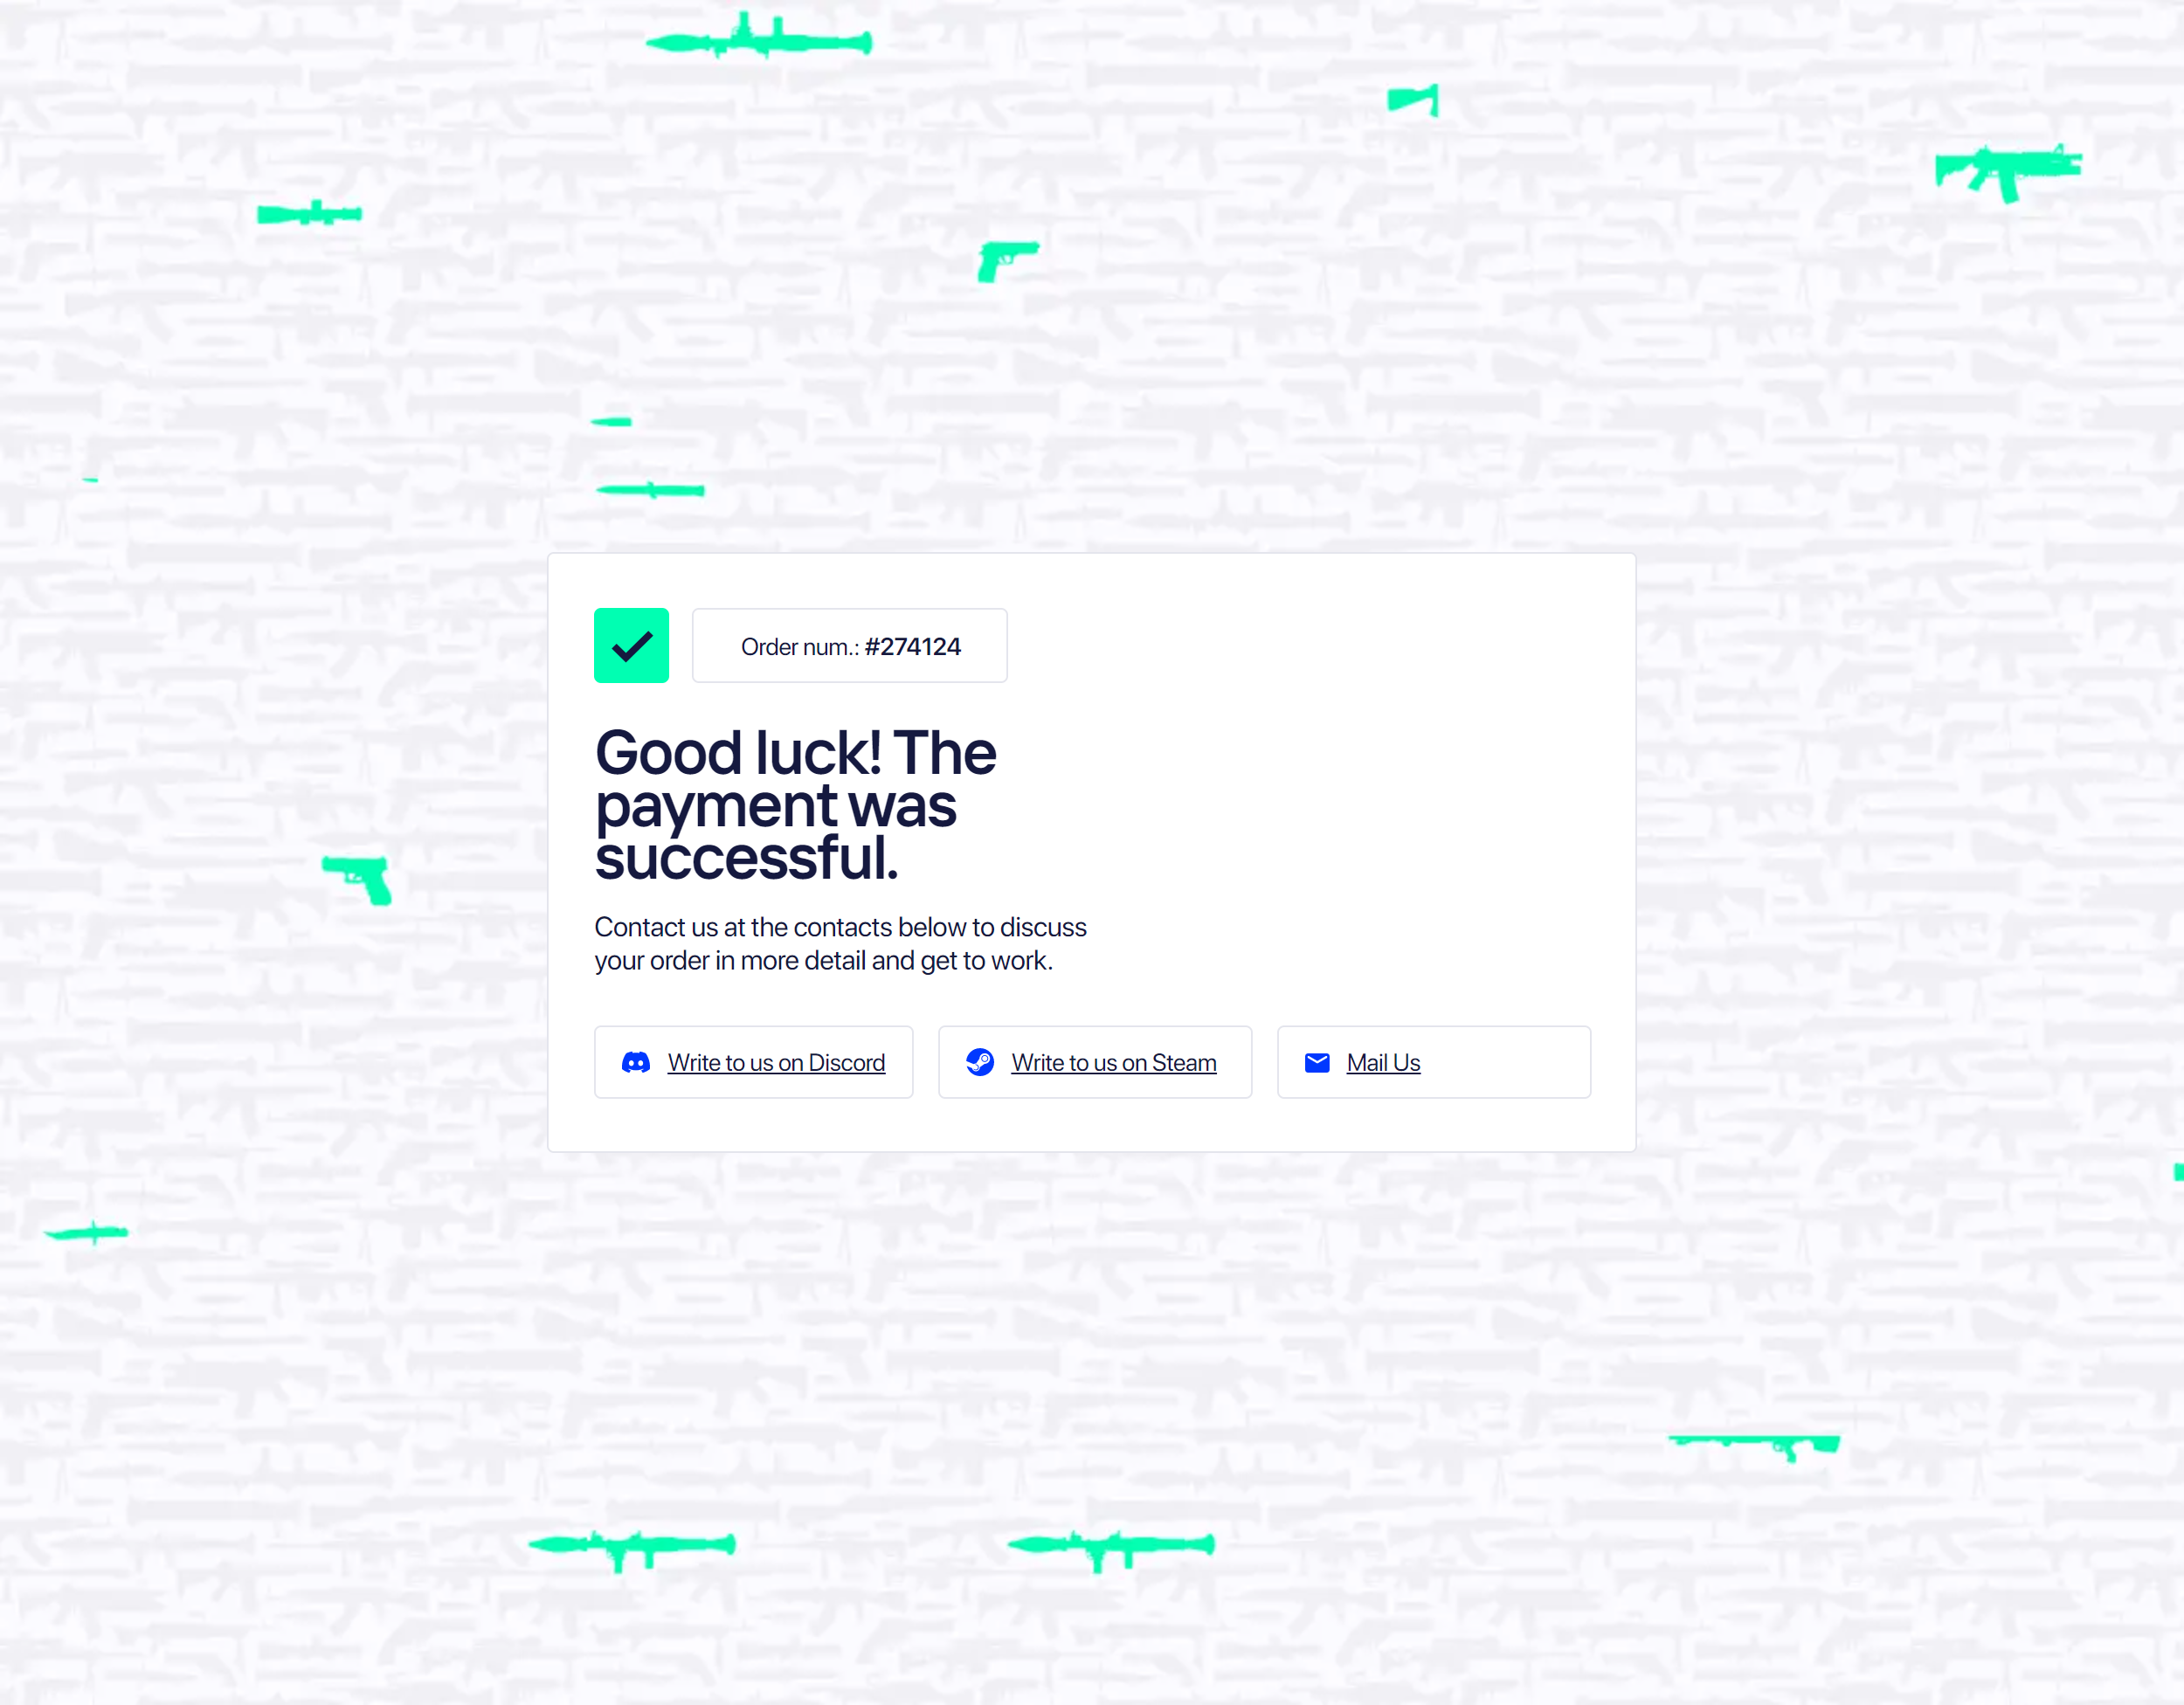 Order num.: #274124
Good luck! The
payment was
successful.
Contact us at the contacts below to discuss
your order in more detail and get to work.
Write to us on Discord
Write to us on Steam
Mail Us